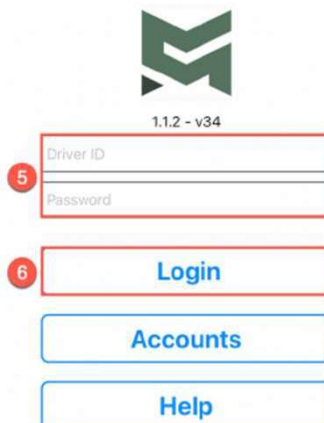 1.1.2 - v34
Driver ID
5
Password
6
Login
Accounts
Help